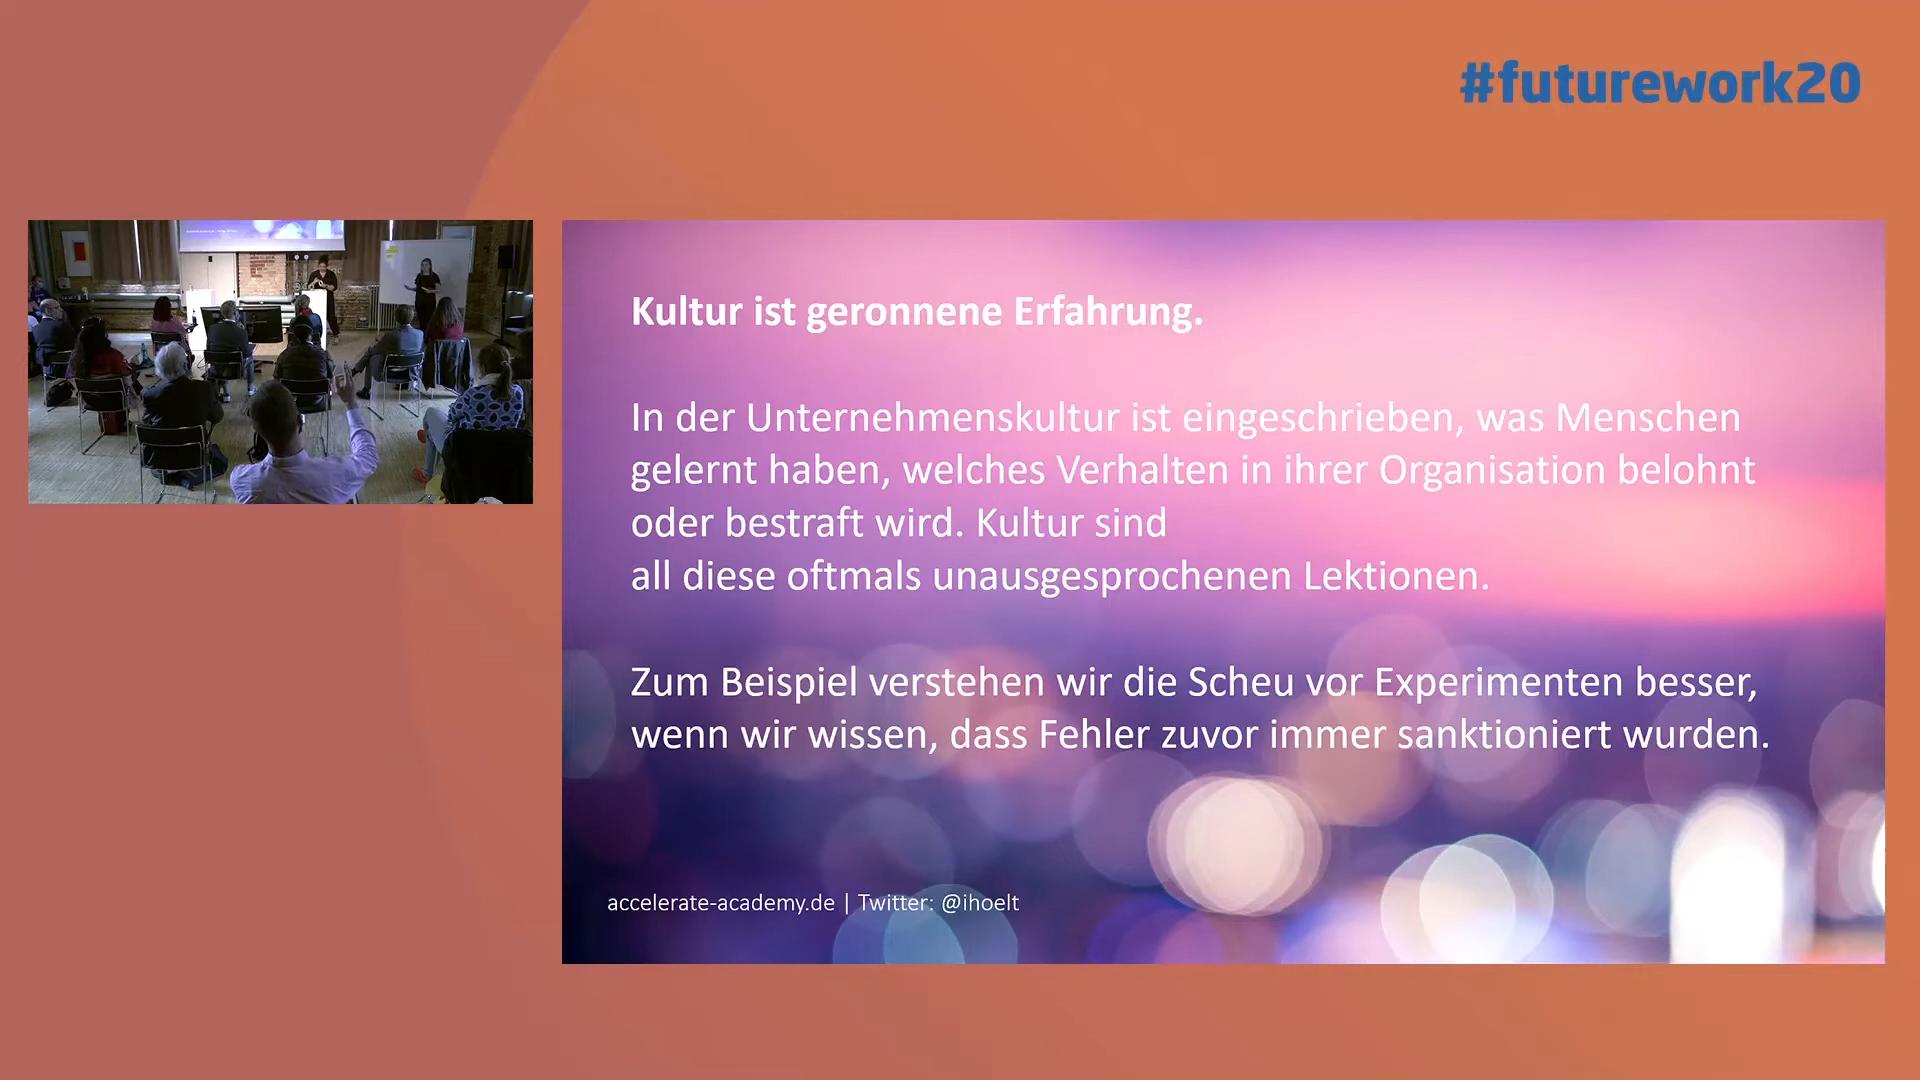 #futurework20
Kultur ist geronnene Erfahrung.
In der Unternehmenskultur ist eingeschrieben, was Menschen
gelernt haben, welches Verhalten in ihrer Organisation belohnt
oder bestraft wird. Kultur sind
all diese oftmals unausgesprochenen Lektionen.
Zum Beispiel verstehen wir die Scheu vor Experimenten besser,
wenn wir wissen, dass Fehler zuvor immer sanktioniert wurden.
accelerate-academy.de | Twitter: @ihoelt